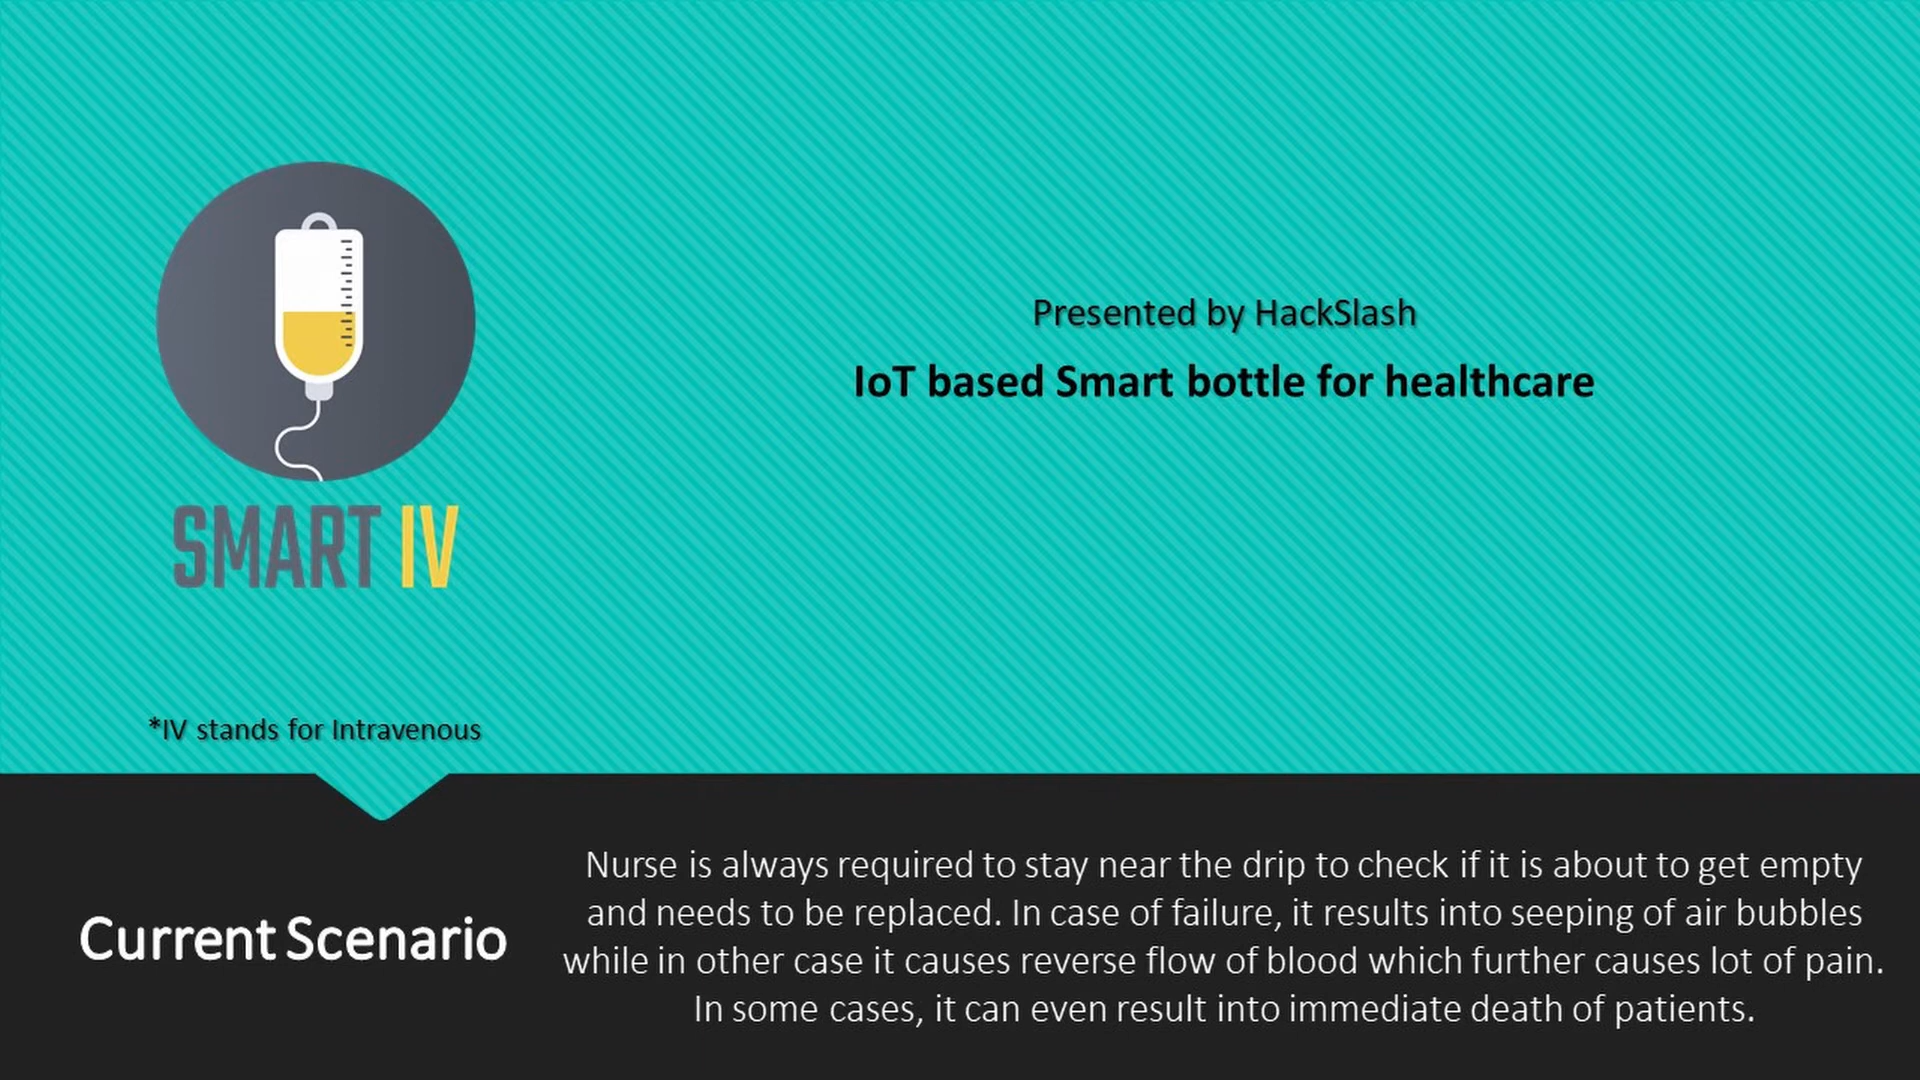 Presented by HackSlash
IoT based Smart bottle for healthcare
SMART IV
*IV stands for Intravenous
Current Scenario
Nurse is always required to stay near the drip to check if it is about to get empty
and needs to be replaced. In case of failure, it results into seeping of air bubbles
while in other case it causes reverse flow of blood which further causes lot of pain.
In some cases, it can even result into immediate death of patients.